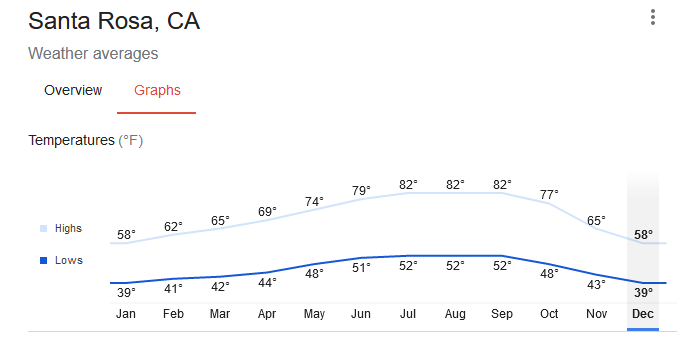 Santa Rosa, CA
Weather averages
Overview Graphs
Temperatures (°F)
Highs
58° 62° 65° 69° 74° 79° 82° 82° 82° 77° 65° 58°
Lows
39° 41° 42° 44° 48° 51° 52° 52° 52° 48° 43° 39°
Jan Feb Mar Apr May Jun Jul Aug Sep Oct Nov Dec